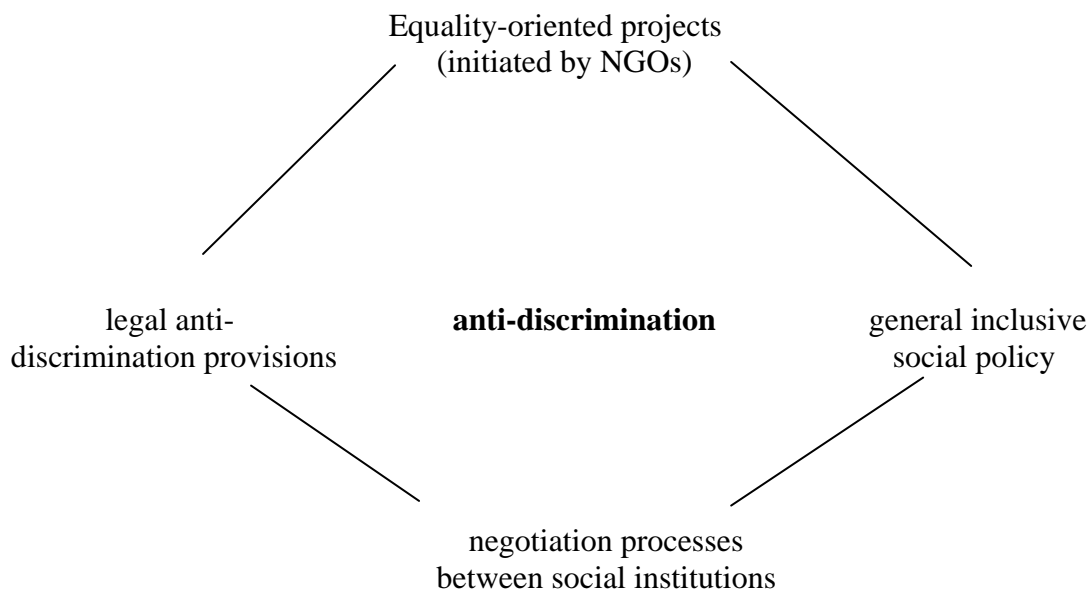 Equality-oriented projects
(initiated by NGOs)
legal anti-
discrimination provisions
anti-discrimination
general inclusive
social policy
negotiation processes
between social institutions